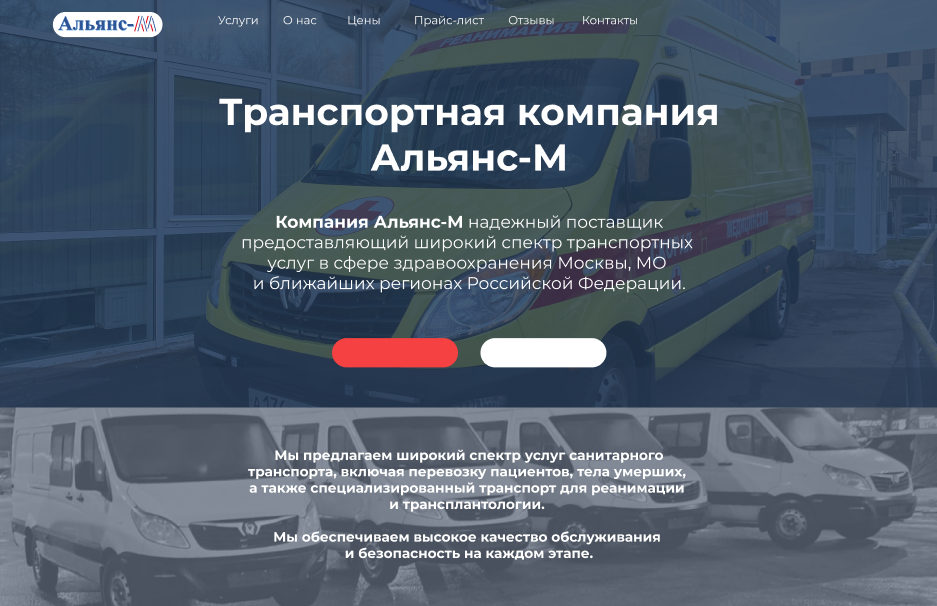 Альянс-М
Услуги О нас Цены Прайс-лист Отзывы Контакты
РЕАНИМАЦИЯ
Транспортная компания
Альянс-М
Компания Альянс-М надежный поставщик
предоставляющий широкий спектр транспортных
услуг в сфере здравоохранения Москвы, МО
и ближайших регионах Российской Федерации.
Мы предлагаем широкий спектр услуг санитарного
транспорта, включая перевозку пациентов, тела умерших,
а также специализированный транспорт для реанимации
и трансплантологии.
Мы обеспечиваем высокое качество обслуживания
и безопасность на каждом этапе.